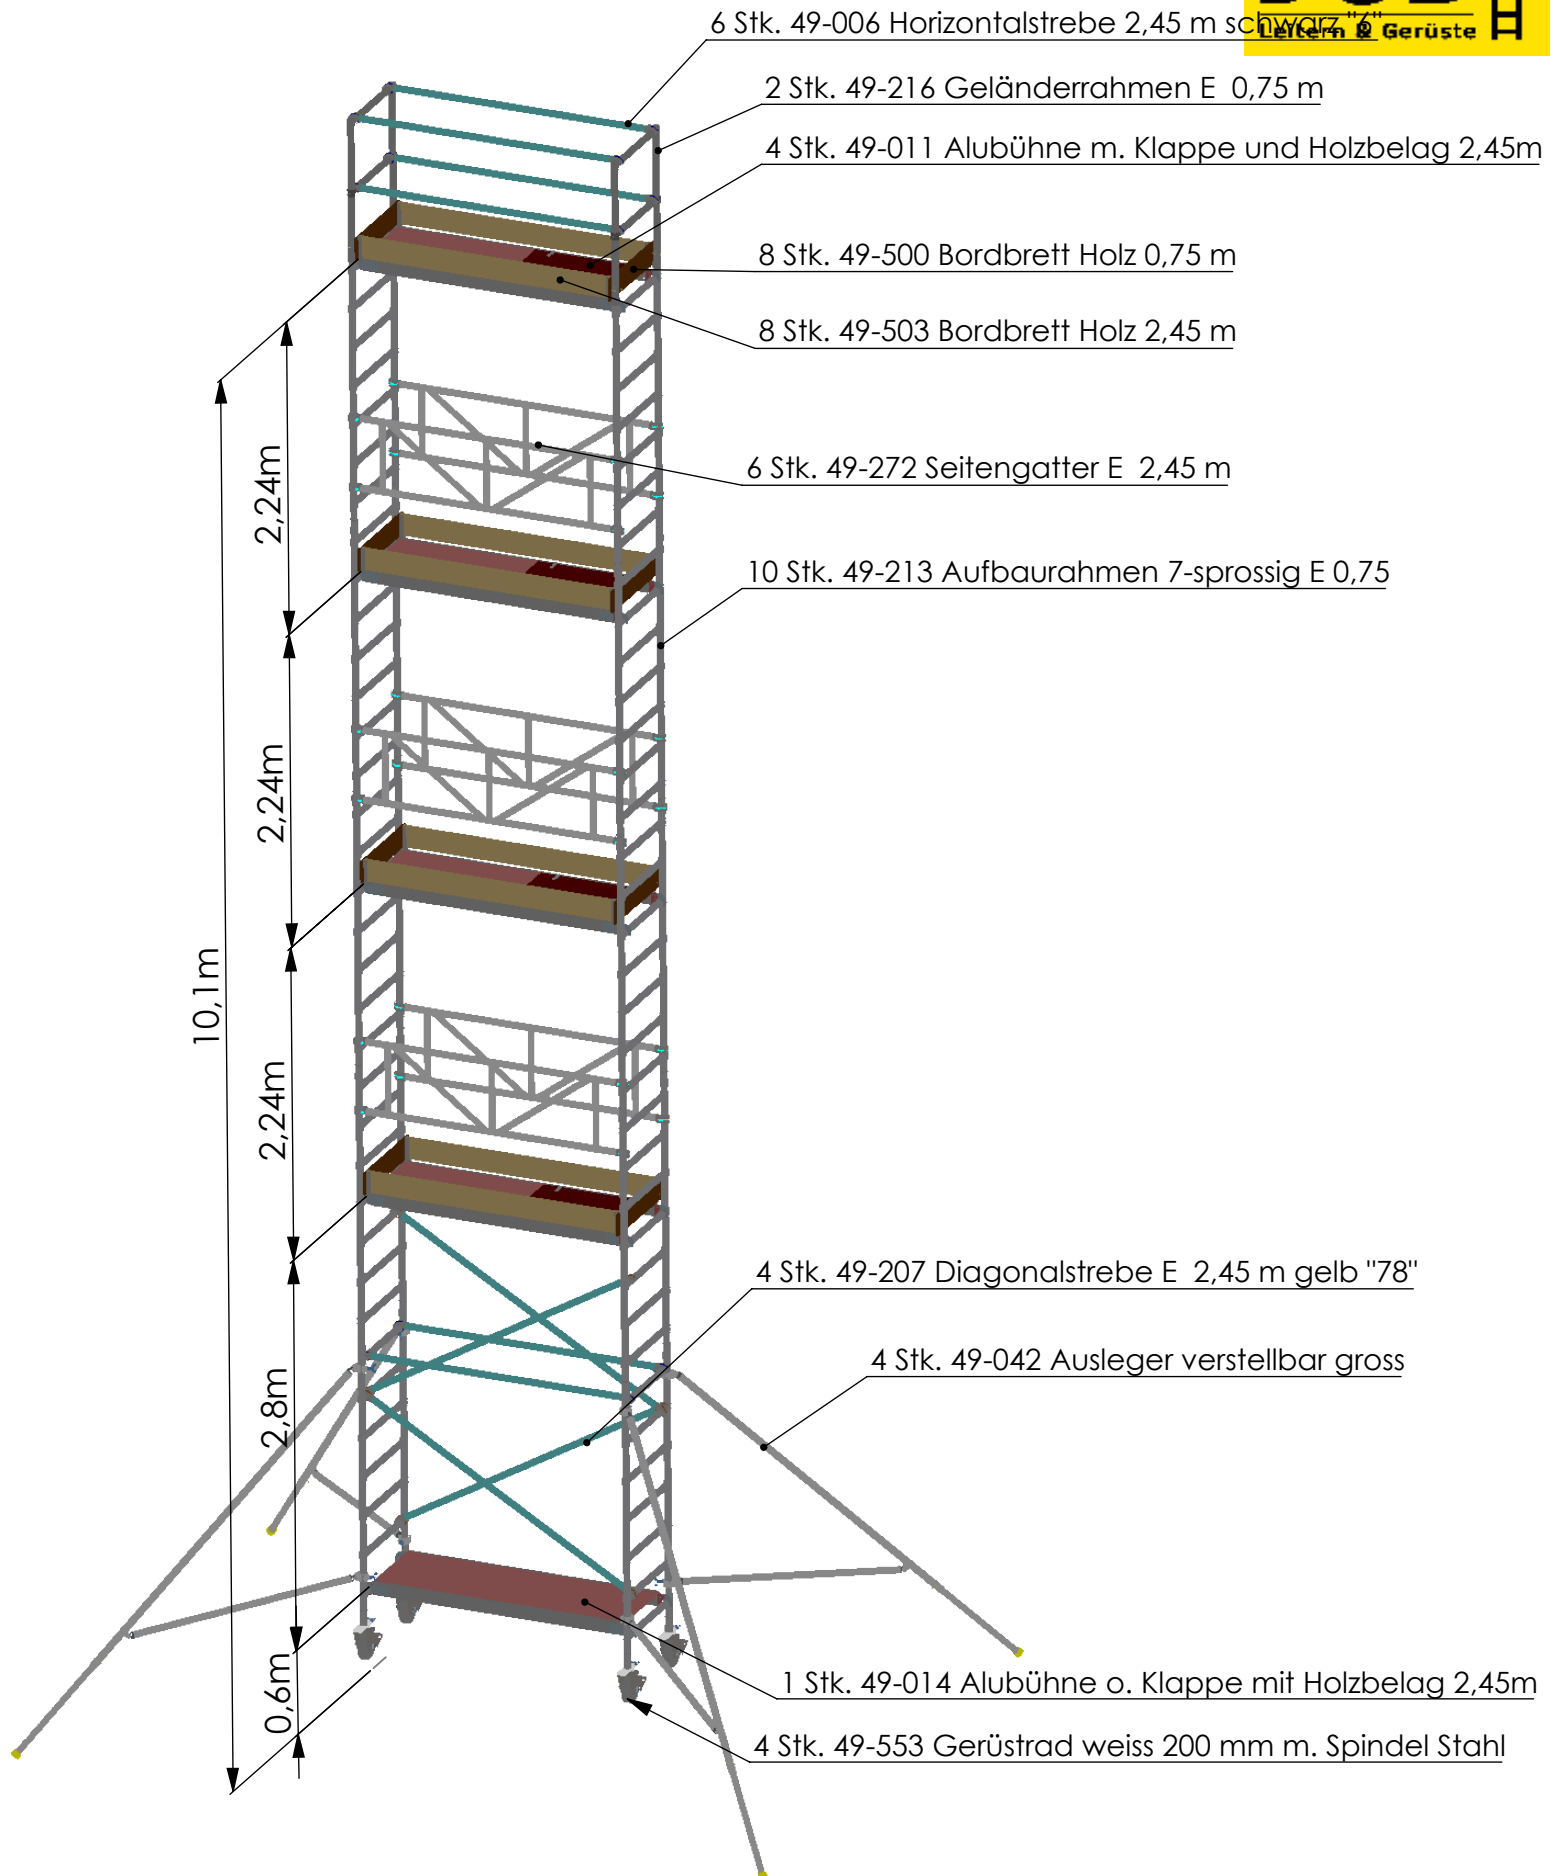 6 Stk. 49-006 Horizontalstrebe 2,45 m schwarz "6"
Leitern & Gerüste
2 Stk. 49-216 Geländerrahmen E 0,75 m
4 Stk. 49-011 Alubühne m. Klappe und Holzbelag 2,45m
8 Stk. 49-500 Bordbrett Holz 0,75 m
8 Stk. 49-503 Bordbrett Holz 2,45 m
2,24m
6 Stk. 49-272 Seitengatter E 2,45 m
10 Stk. 49-213 Aufbaurahmen 7-sprossig E 0,75
2,24m
10,1m
2,24m
4 Stk. 49-207 Diagonalstrebe E 2,45 m gelb "78"
4 Stk. 49-042 Ausleger verstellbar gross
2,8m
0,6m
1 Stk. 49-014 Alubühne o. Klappe mit Holzbelag 2,45m
4 Stk. 49-553 Gerüstrad weiss 200 mm m. Spindel Stahl